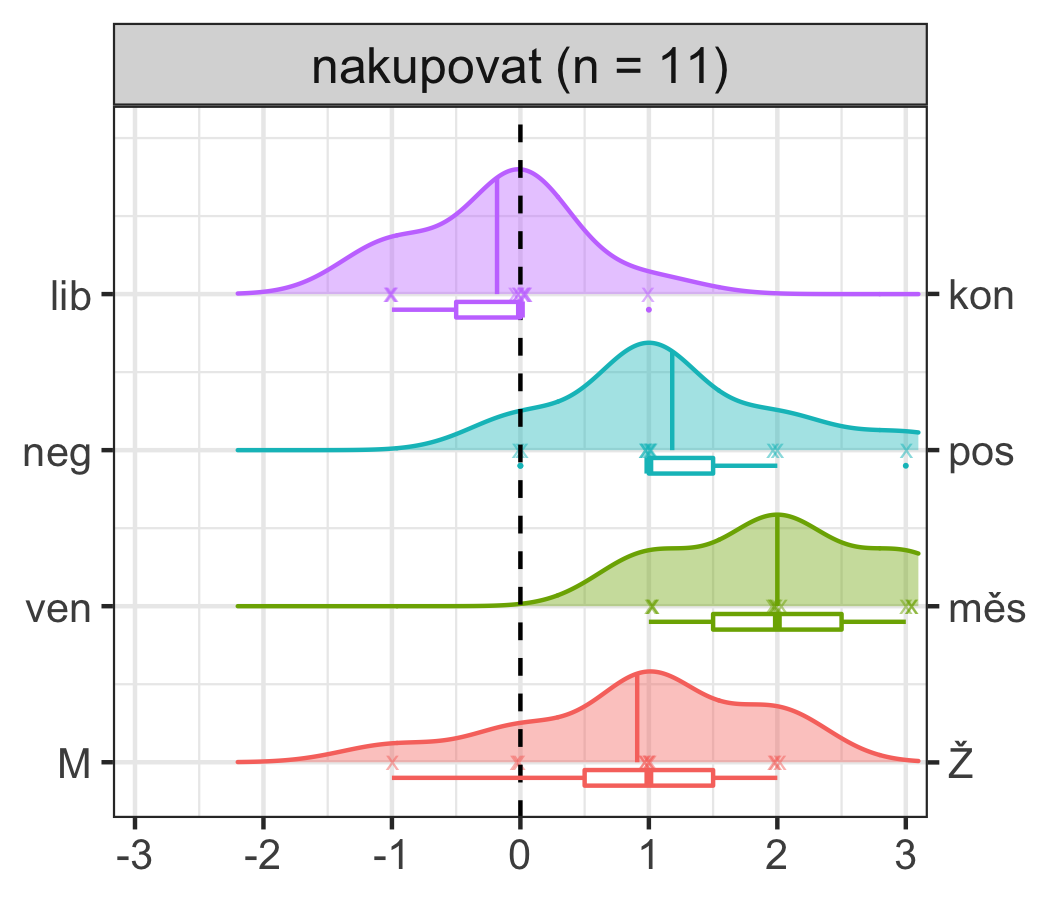 nakupovat (n = 11)
lib kon
neg pos
ven měs
M Ž
-3 -2 -1 0 1 2 3